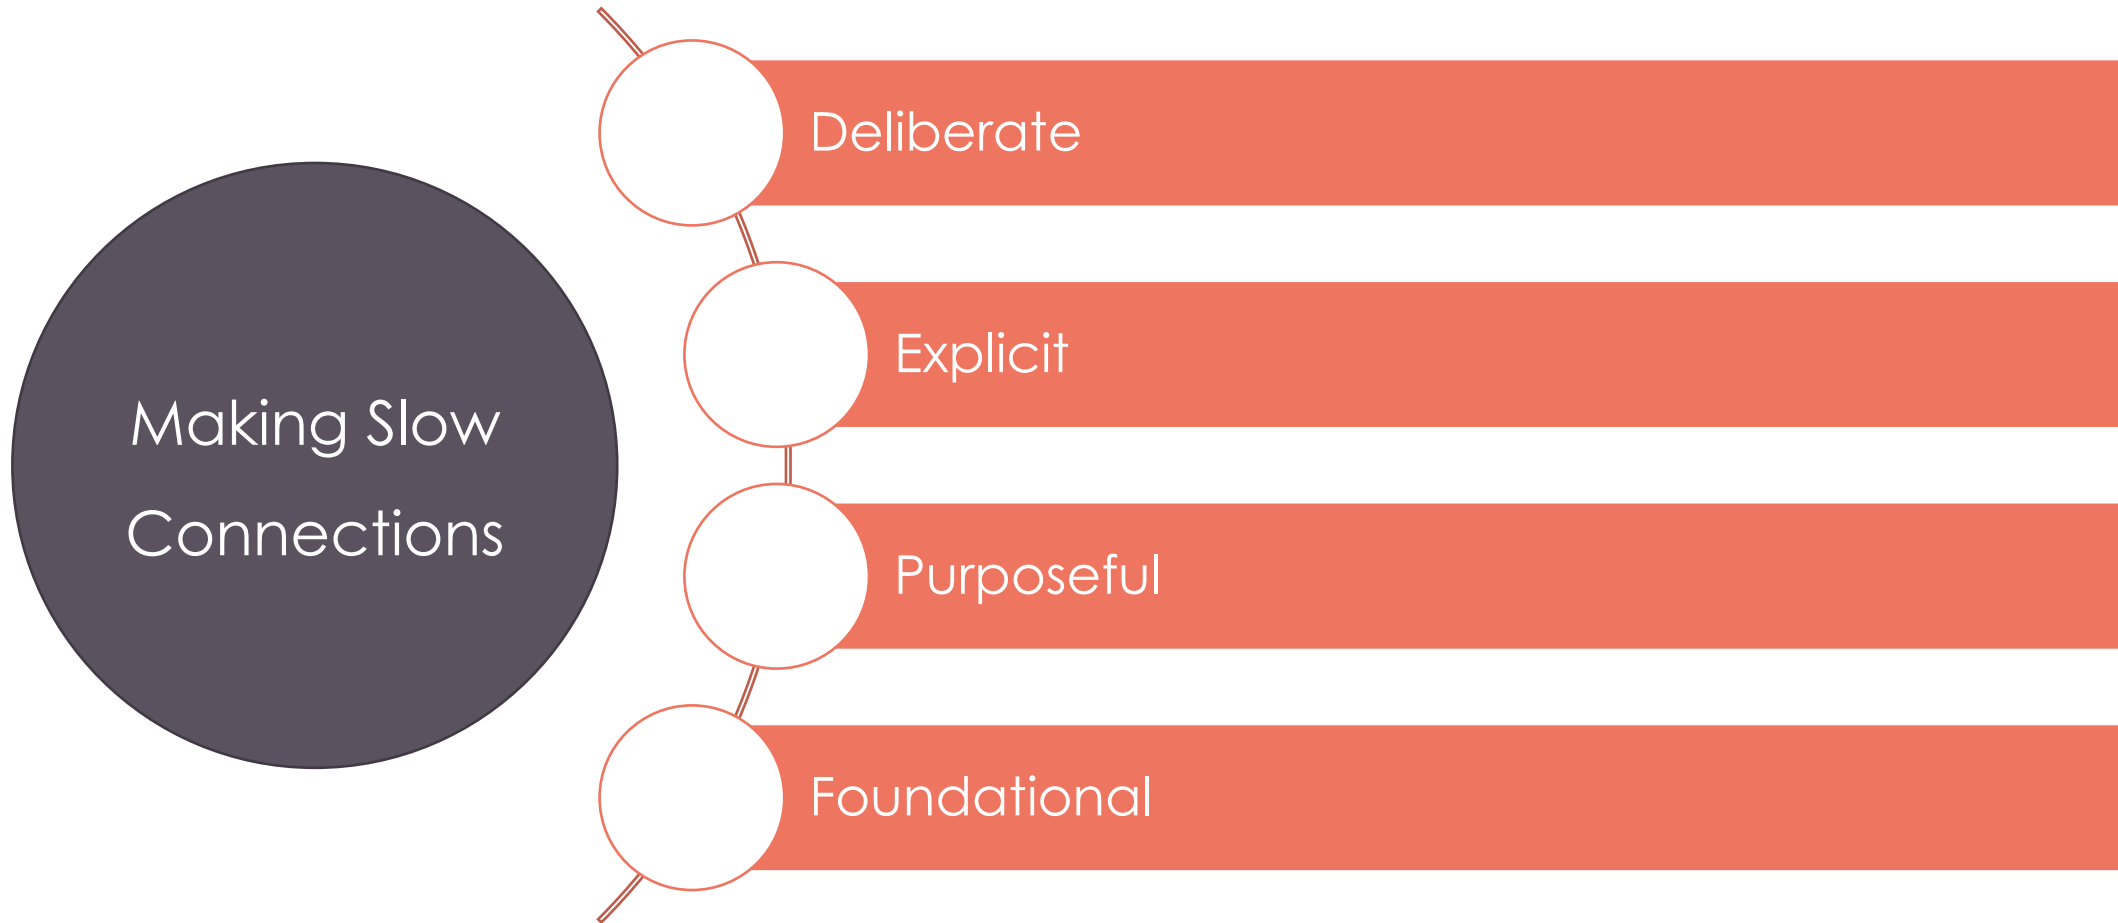 Making Slow
Connections
Deliberate
Explicit
Purposeful
Foundational